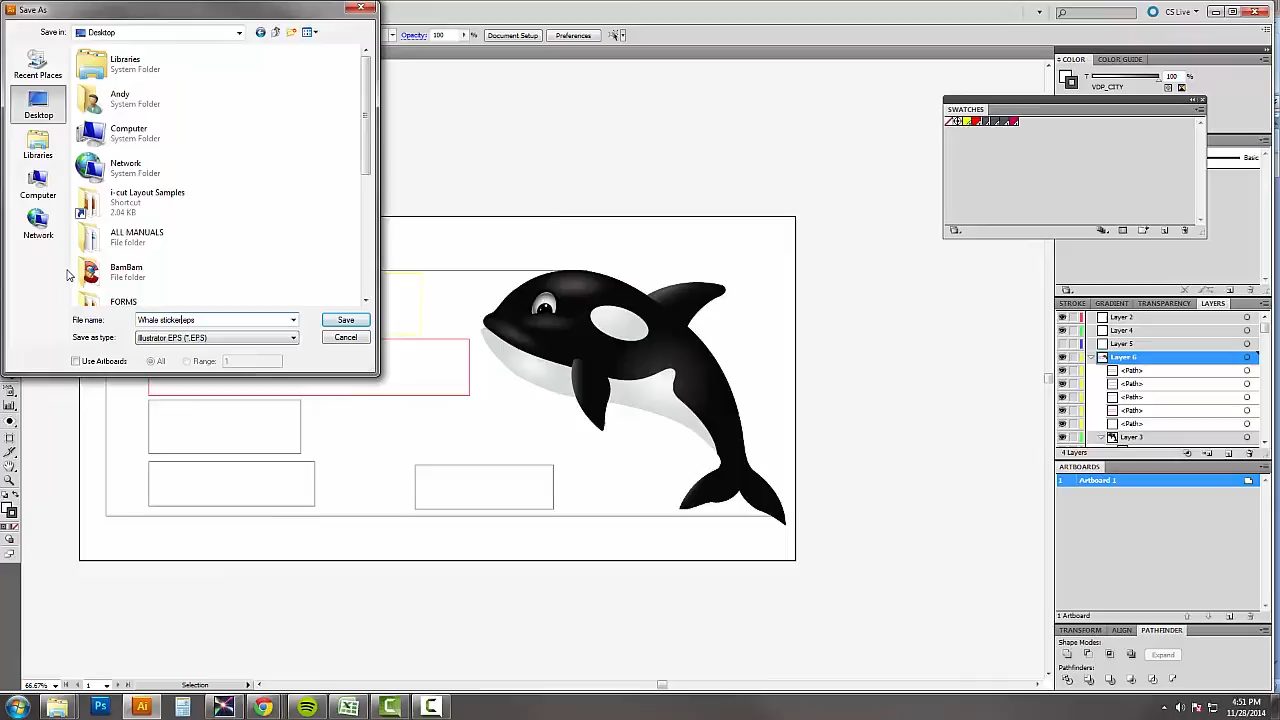 Save As
CS Live
Save in: Desktop
Opacity: 100 %
Document Setup
Preferences
Recent Places
Desktop
Libraries
Computer
Network
Libraries
System Folder
Andy
System Folder
Computer
System Folder
Network
System Folder
i-cut Layout Samples
Shortcut
2.04 KB
ALL MANUALS
File folder
BamBam
File folder
FORMS
File name: Whale stickereps
Save
Save as type: Illustrator EPS (*.EPS)
Cancel
Use Artboards
All
Range: 1
COLOR
COLOR GUIDE
T 100 %
VDP_CITY
SWATCHES
Basic
STROKE
GRADIENT
TRANSPARENCY
LAYERS
Layer 2
Layer 4
Layer 5
Layer 6
<Path>
<Path>
<Path>
<Path>
<Path>
Layer 3
4 Layers
ARTBOARDS
1 Artboard 1
1 Artboard
TRANSFORM
ALIGN
PATHFINDER
Shape Modes:
Expand
Pathfinders:
66.67%
1
Selection
Ps
Ai
4:51 PM
11/28/2014